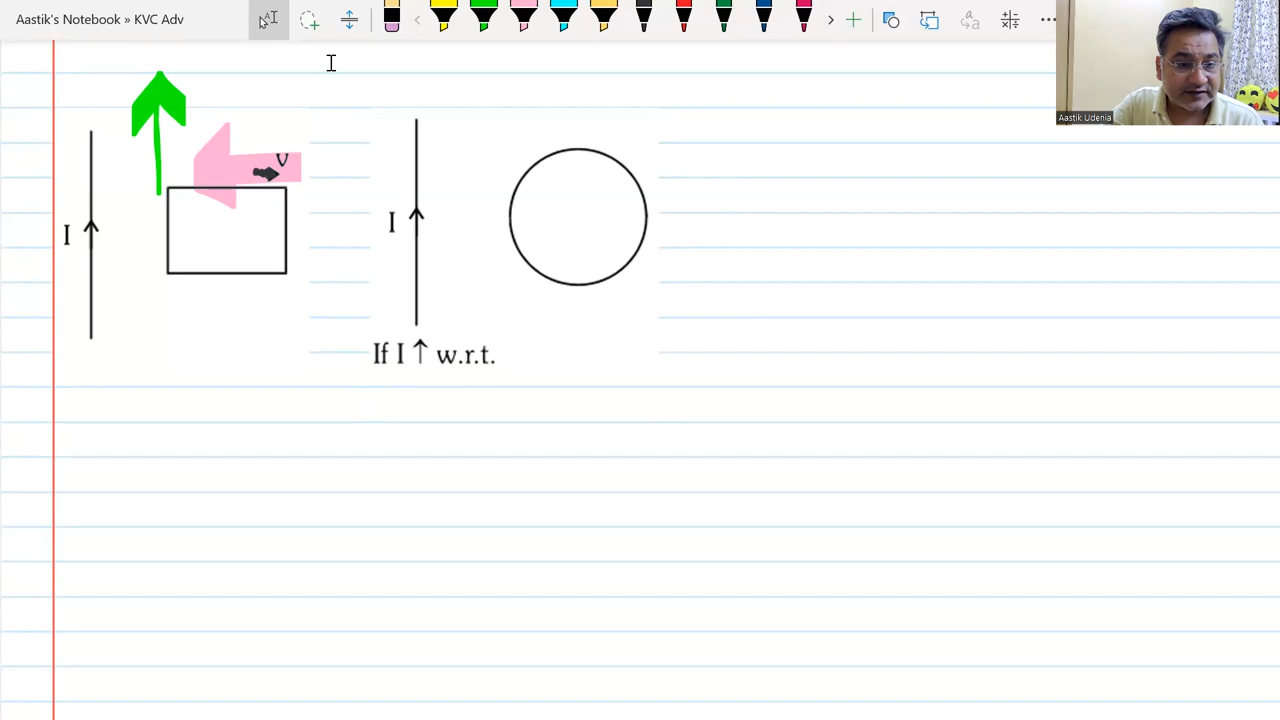 Aastik's Notebook » KVC Adv
Aastik Udenia
V
I
I
If I ↑ w.r.t.